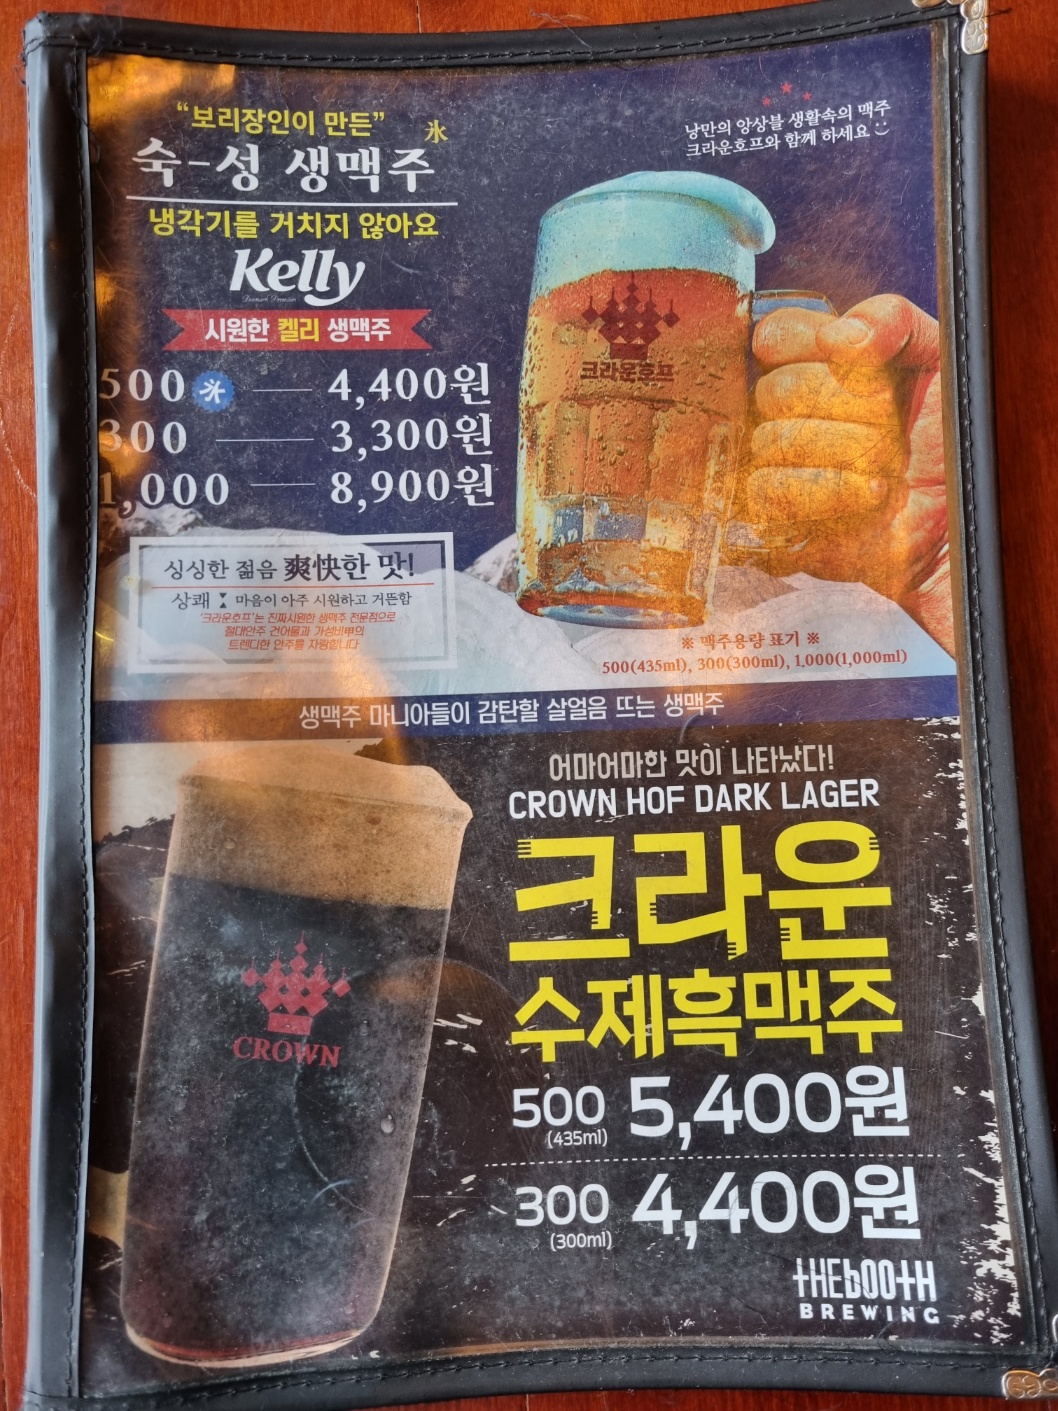 "보리장인이 만든"
숙-성 생맥주 氷
냉각기를 거치지 않아요
Kelly
시원한 켈리 생맥주
500 氷 4,400원
300 3,300원
1,000 8,900원
싱싱한 젊음 爽快한 맛!
상쾌 : 마음이 아주 시원하고 거뜬함
'크라운호프'는 진짜시원한 생맥주 전문점으로
절대안주 건어물과 가성비甲의
트렌디한 안주를 자랑합니다
낭만의 앙상블 생활속의 맥주
크라운호프와 함께 하세요
크라운호프
※ 맥주용량 표기 ※
500(435ml), 300(300ml), 1,000(1,000ml)
생맥주 마니아들이 감탄할 살얼음 뜨는 생맥주
어마어마한 맛이 나타났다!
CROWN HOF DARK LAGER
크라운
수제흑맥주
CROWN
500 5,400원
(435ml)
300 4,400원
(300ml)
THEbOOTH
BREWING